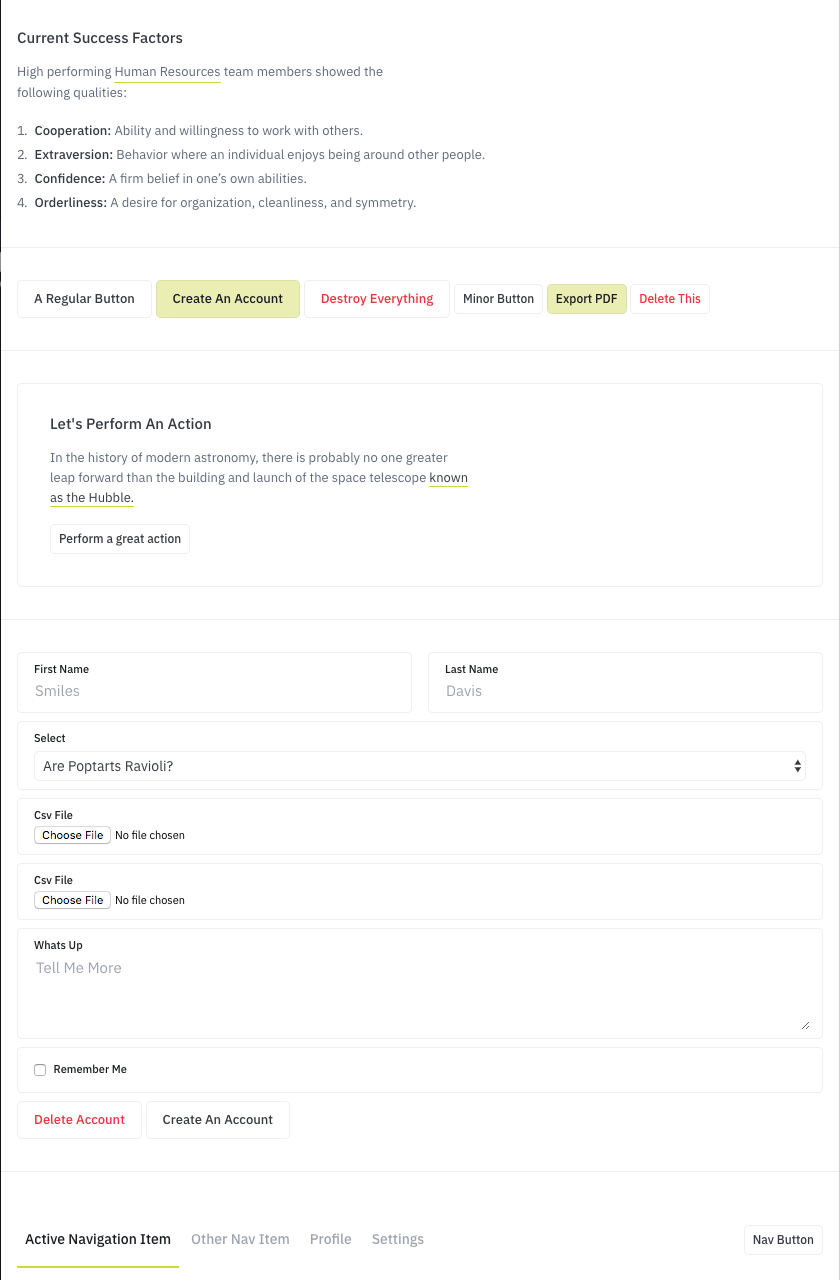 Current Success Factors
High performing Human Resources team members showed the
following qualities:
1. Cooperation: Ability and willingness to work with others.
2. Extraversion: Behavior where an individual enjoys being around other people.
3. Confidence: A firm belief in one’s own abilities.
4. Orderliness: A desire for organization, cleanliness, and symmetry.
A Regular Button Create An Account Destroy Everything Minor Button Export PDF Delete This
Let's Perform An Action
In the history of modern astronomy, there is probably no one greater
leap forward than the building and launch of the space telescope known
as the Hubble.
Perform a great action
First Name Last Name
Smiles Davis
Select
Are Poptarts Ravioli?
Csv File
Choose File No file chosen
Csv File
Choose File No file chosen
Whats Up
Tell Me More
Remember Me
Delete Account Create An Account
Active Navigation Item Other Nav Item Profile Settings Nav Button